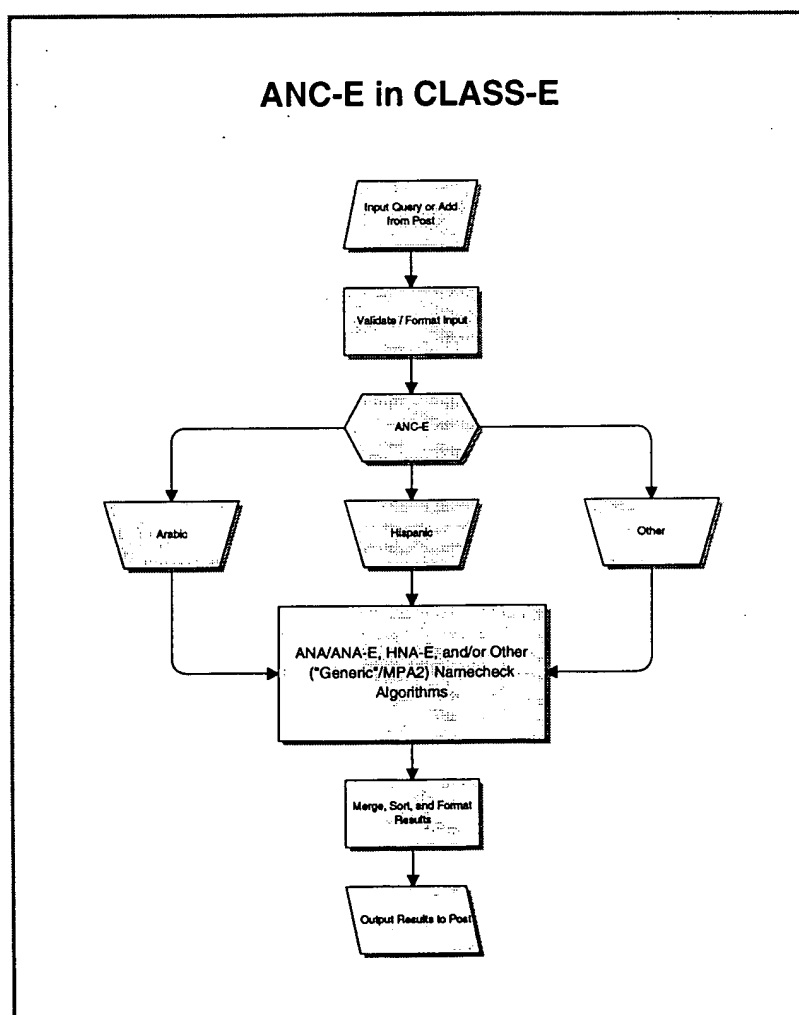 ANC-E in CLASS-E
Input Query or Add
from Post
Validate / Format Input
ANC-E
Arabic
Hispanic
Other
ANA/ANA-E, HNA-E, and/or Other
("Generic"/MPA2) Namecheck
Algorithms
Merge, Sort, and Format
Results
Output Results to Post